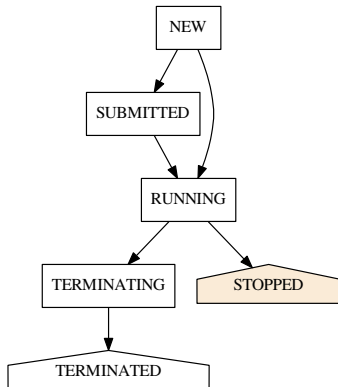 NEW
SUBMITTED
RUNNING
TERMINATING
STOPPED
TERMINATED